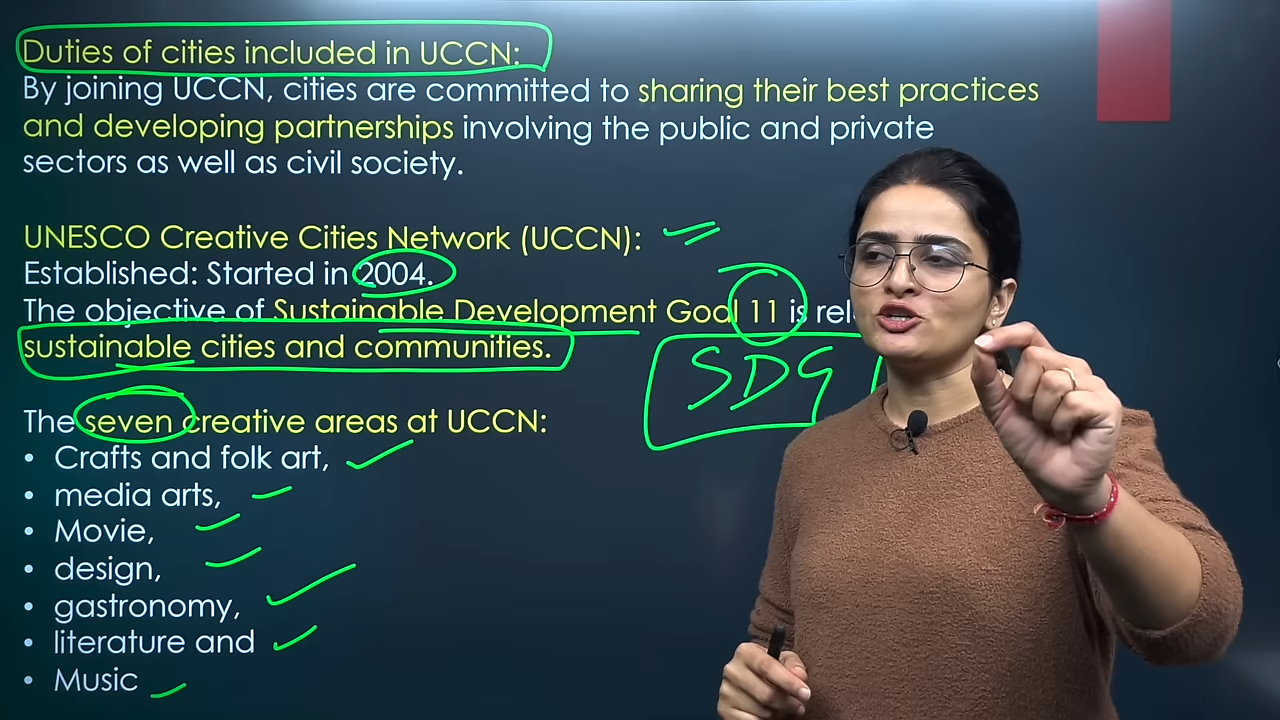 Duties of cities included in UCCN:
By joining UCCN, cities are committed to sharing their best practices
and developing partnerships involving the public and private
sectors as well as civil society.
UNESCO Creative Cities Network (UCCN):
Established: Started in 2004.
The objective of Sustainable Development Goal 11 is
sustainable cities and communities.
SDG
The seven creative areas at UCCN:
• Crafts and folk art,
• media arts,
• Movie,
• design,
• gastronomy,
• literature and
• Music